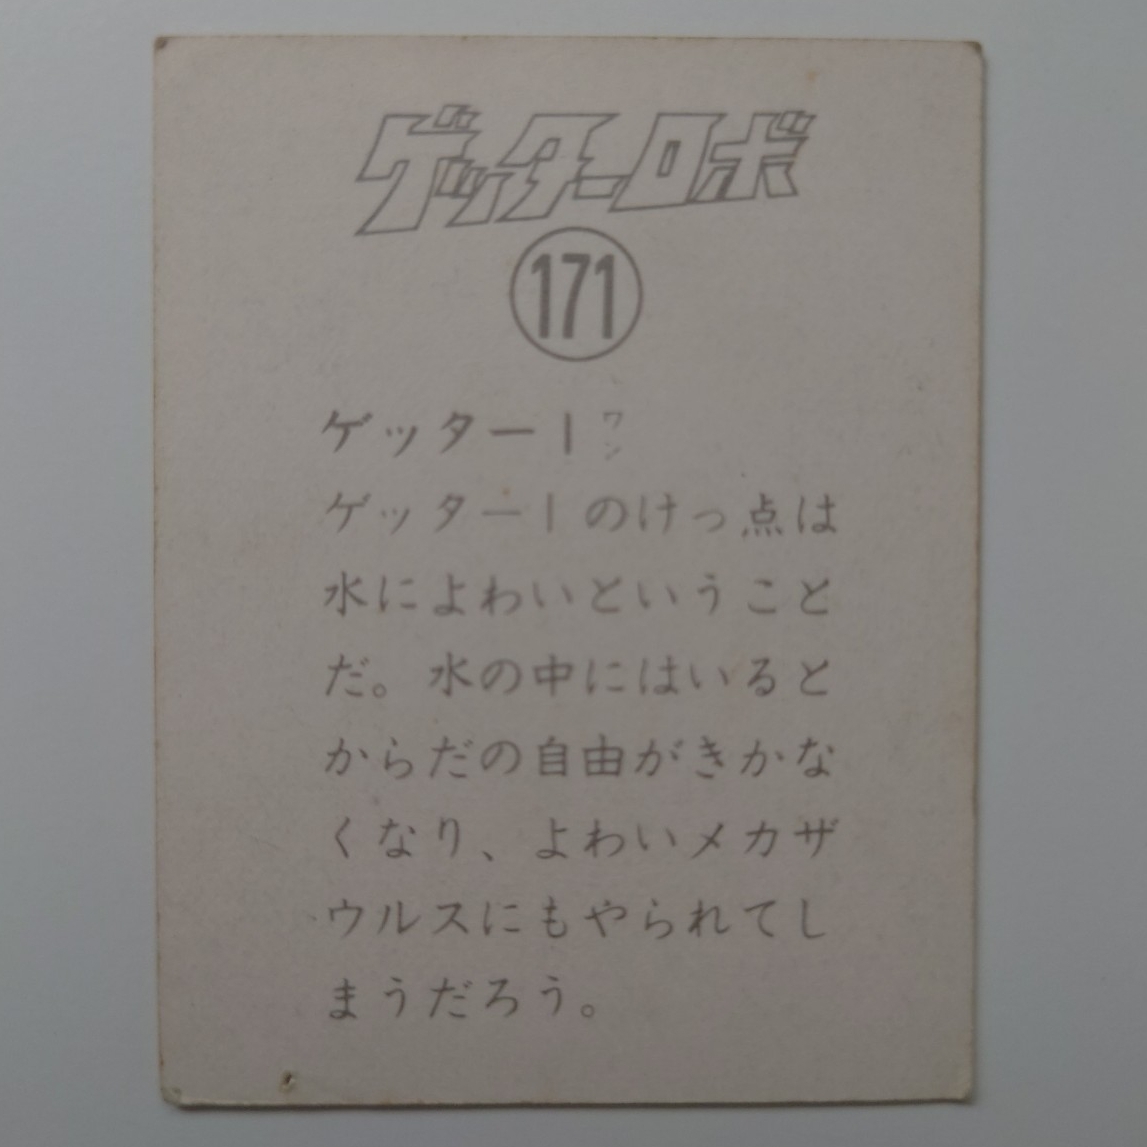 ゲッターロボ
171
ゲッターIワン
ゲッターIのけっ点は
水によわいということ
だ。水の中にはいると
からだの自由がきかな
くなり、よわいメカザ
ウルスにもやられてし
まうだろう。